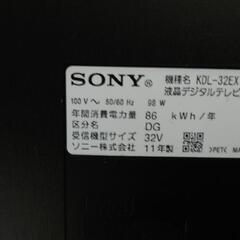 SONY® 機種名 KDL-32EX
液晶デジタルテレビ
100 V～ 50/60 Hz 98 W
年間消費電力量 86 kWh/年
区分名 DG
受信機型サイズ 32V
ソニー株式会社 11年製
>PET<